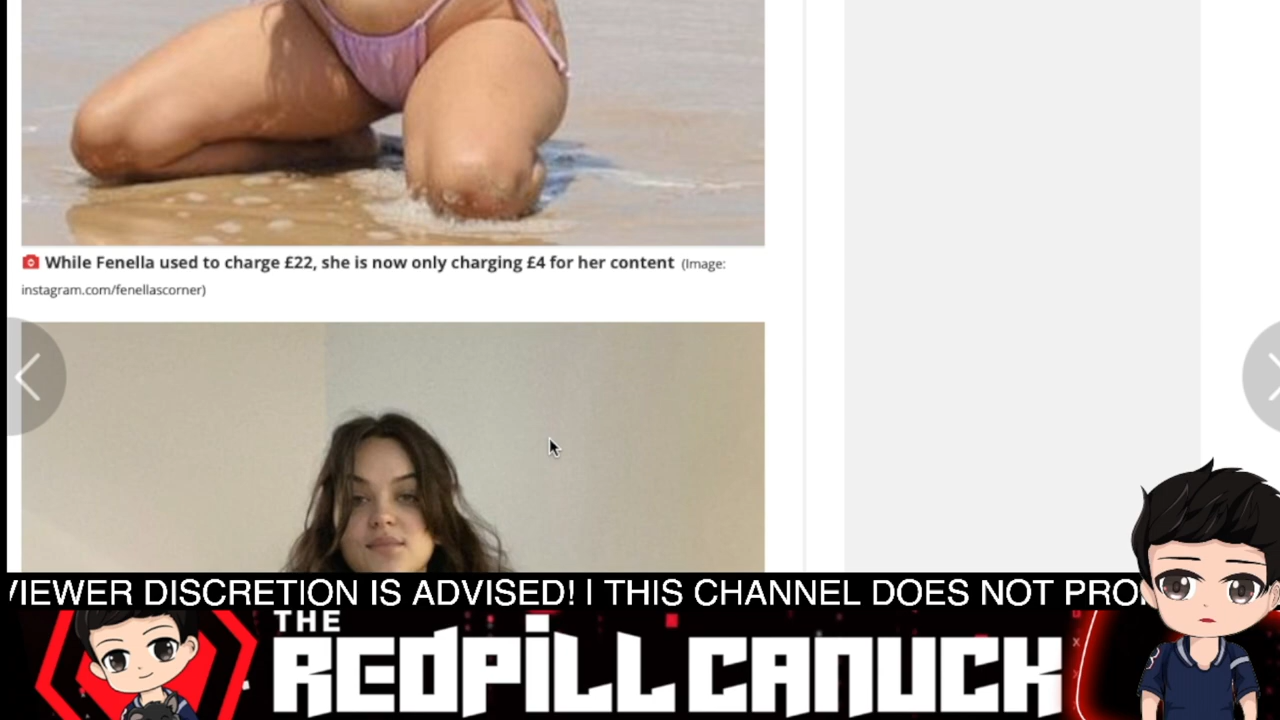 While Fenella used to charge £22, she is now only charging £4 for her content (Image:
instagram.com/fenellascorner)
VIEWER DISCRETION IS ADVISED! | THIS CHANNEL DOES NOT
THE
REDPILL CANUCK